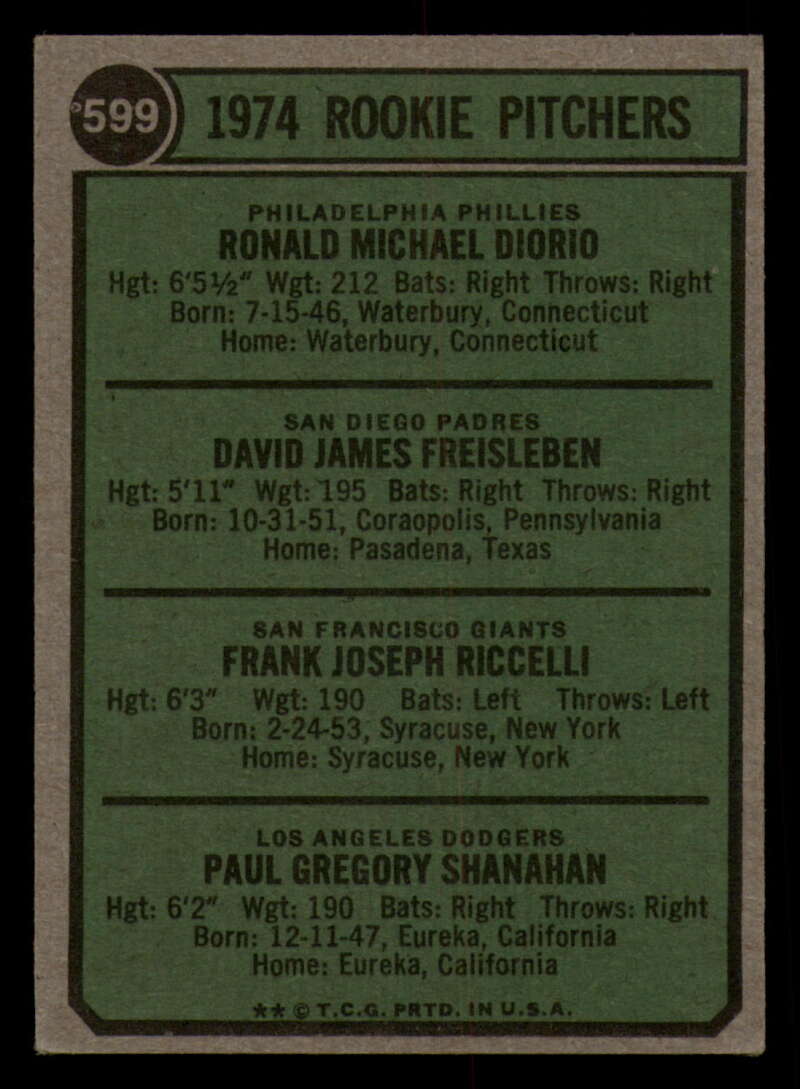 599
1974 ROOKIE PITCHERS
PHILADELPHIA PHILLIES
RONALD MICHAEL DIORIO
Hgt: 6'5½" Wgt: 212 Bats: Right Throws: Right
Born: 7-15-46, Waterbury, Connecticut
Home: Waterbury, Connecticut
SAN DIEGO PADRES
DAVID JAMES FREISLEBEN
Hgt: 5'11" Wgt: 195 Bats: Right Throws: Right
Born: 10-31-51, Coraopolis, Pennsylvania
Home: Pasadena, Texas
SAN FRANCISCO GIANTS
FRANK JOSEPH RICCELLI
Hgt: 6'3" Wgt: 190 Bats: Left Throws: Left
Born: 2-24-53, Syracuse, New York
Home: Syracuse, New York
LOS ANGELES DODGERS
PAUL GREGORY SHANAHAN
Hgt: 6'2" Wgt: 190 Bats: Right Throws: Right
Born: 12-11-47, Eureka, California
Home: Eureka, California
** © T.C.G. PRTD. IN U.S.A.